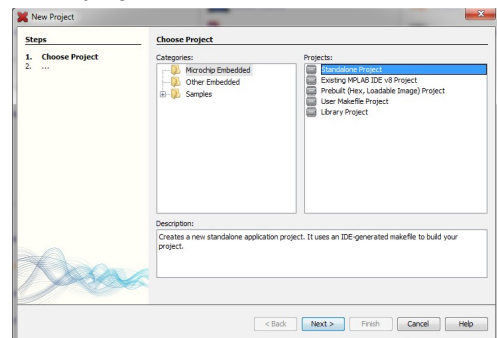 New Project
Steps
1. Choose Project
2. ...
Choose Project
Categories:
Microchip Embedded
Other Embedded
Samples
Projects:
Standalone Project
Existing MPLAB IDE v8 Project
Prebuilt (Hex, Loadable Image) Project
User Makefile Project
Library Project
Description:
Creates a new standalone application project. It uses an IDE-generated makefile to build your
project.
< Back
Next >
Finish
Cancel
Help